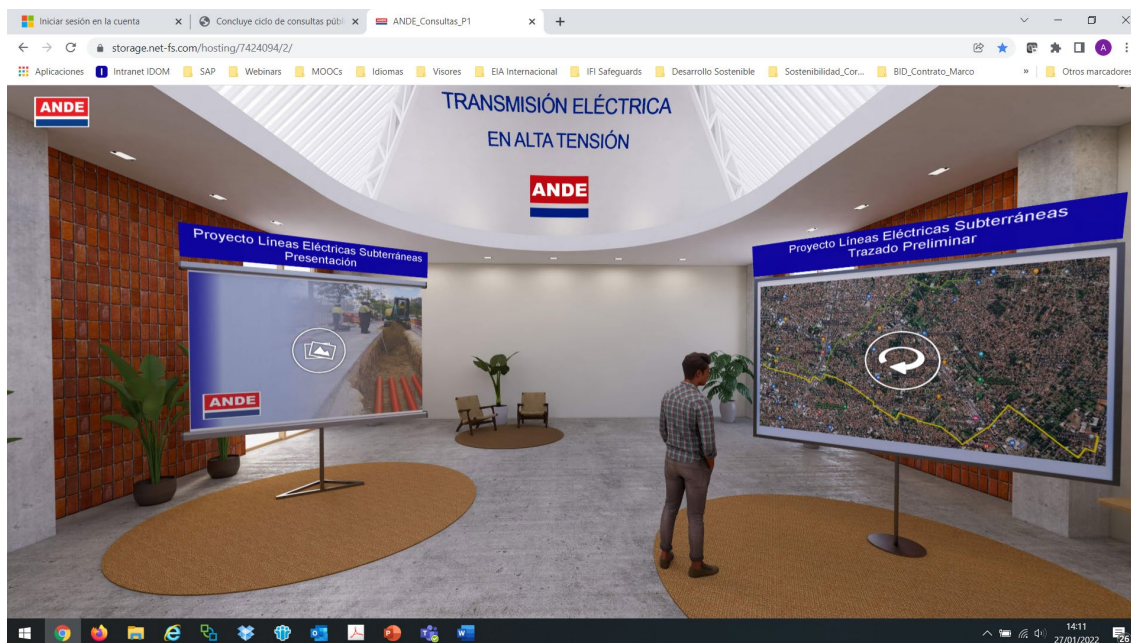 Iniciar sesión en la cuenta
Concluye ciclo de consultas públi
ANDE_Consultas_P1
storage.net-fs.com/hosting/7424094/2/
A
Aplicaciones
Intranet IDOM
SAP
Webinars
MOOCs
Idiomas
Visores
EIA Internacional
IFI Safeguards
Desarrollo Sostenible
Sostenibilidad_Cor...
BID_Contrato_Marco
»
Otros marcadores
ANDE
TRANSMISIÓN ELÉCTRICA
EN ALTA TENSIÓN
ANDE
Proyecto Líneas Eléctricas Subterráneas
Presentación
ANDE
Proyecto Líneas Eléctricas Subterráneas
Trazado Preliminar
14:11
27/01/2022
26